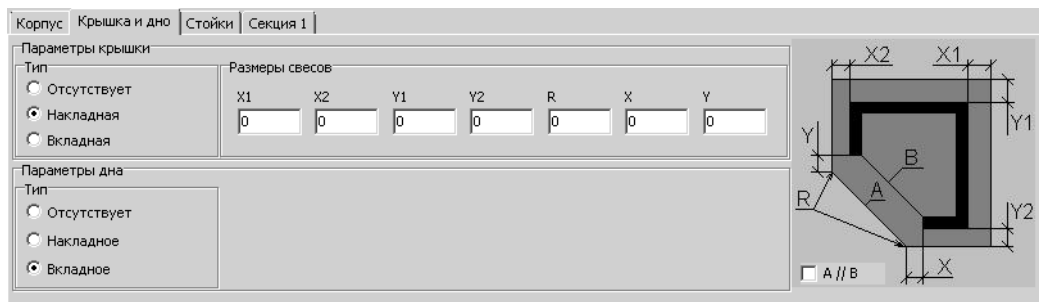 Корпус Крышка и дно Стойки Секция 1
Параметры крышки
Тип
Отсутствует
Накладная
Вкладная
Размеры свесов
X1 X2 Y1 Y2 R X Y
0 0 0 0 0 0 0
Параметры дна
Тип
Отсутствует
Накладное
Вкладное
X2 X1
Y1
Y
B
A
R
Y2
X
A // B